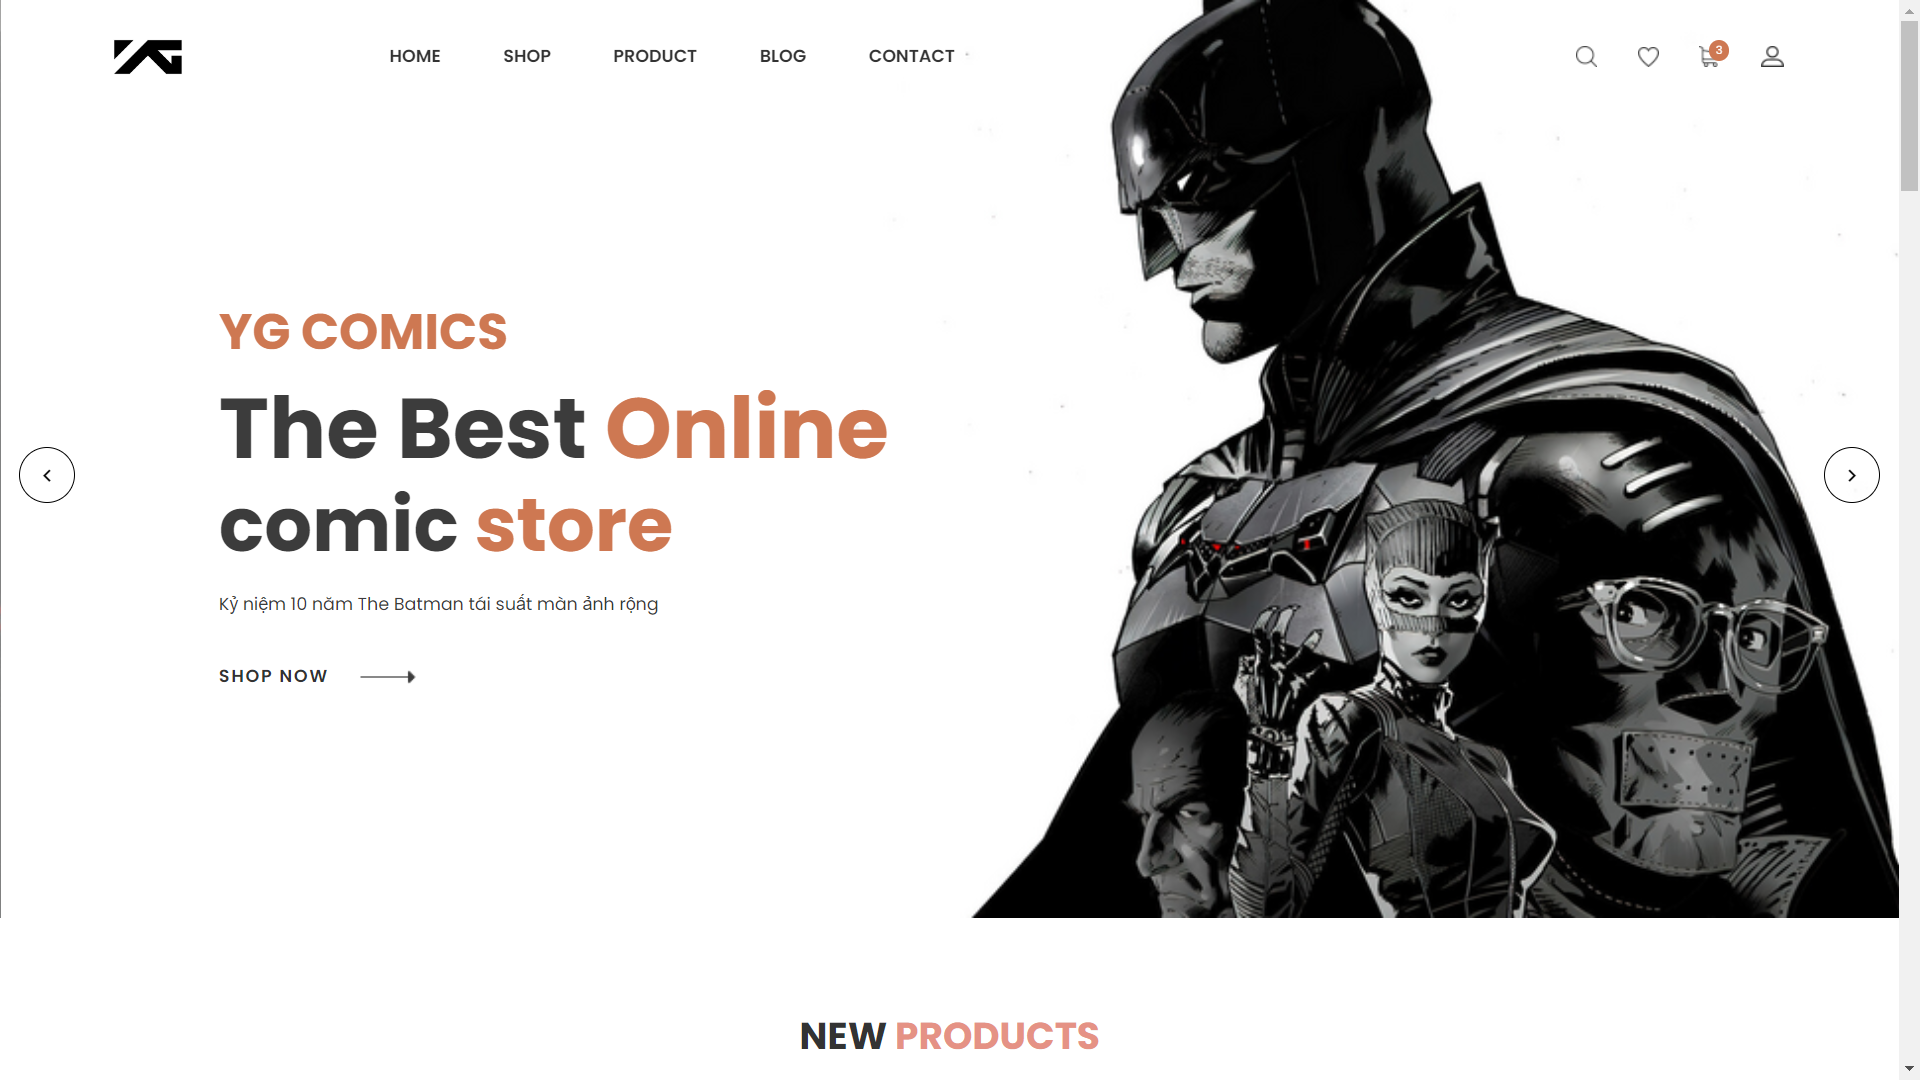 YG
HOME
SHOP
PRODUCT
BLOG
CONTACT
3
YG COMICS
The Best Online
comic store
Kỷ niệm 10 năm The Batman tái suất màn ảnh rộng
SHOP NOW
NEW PRODUCTS